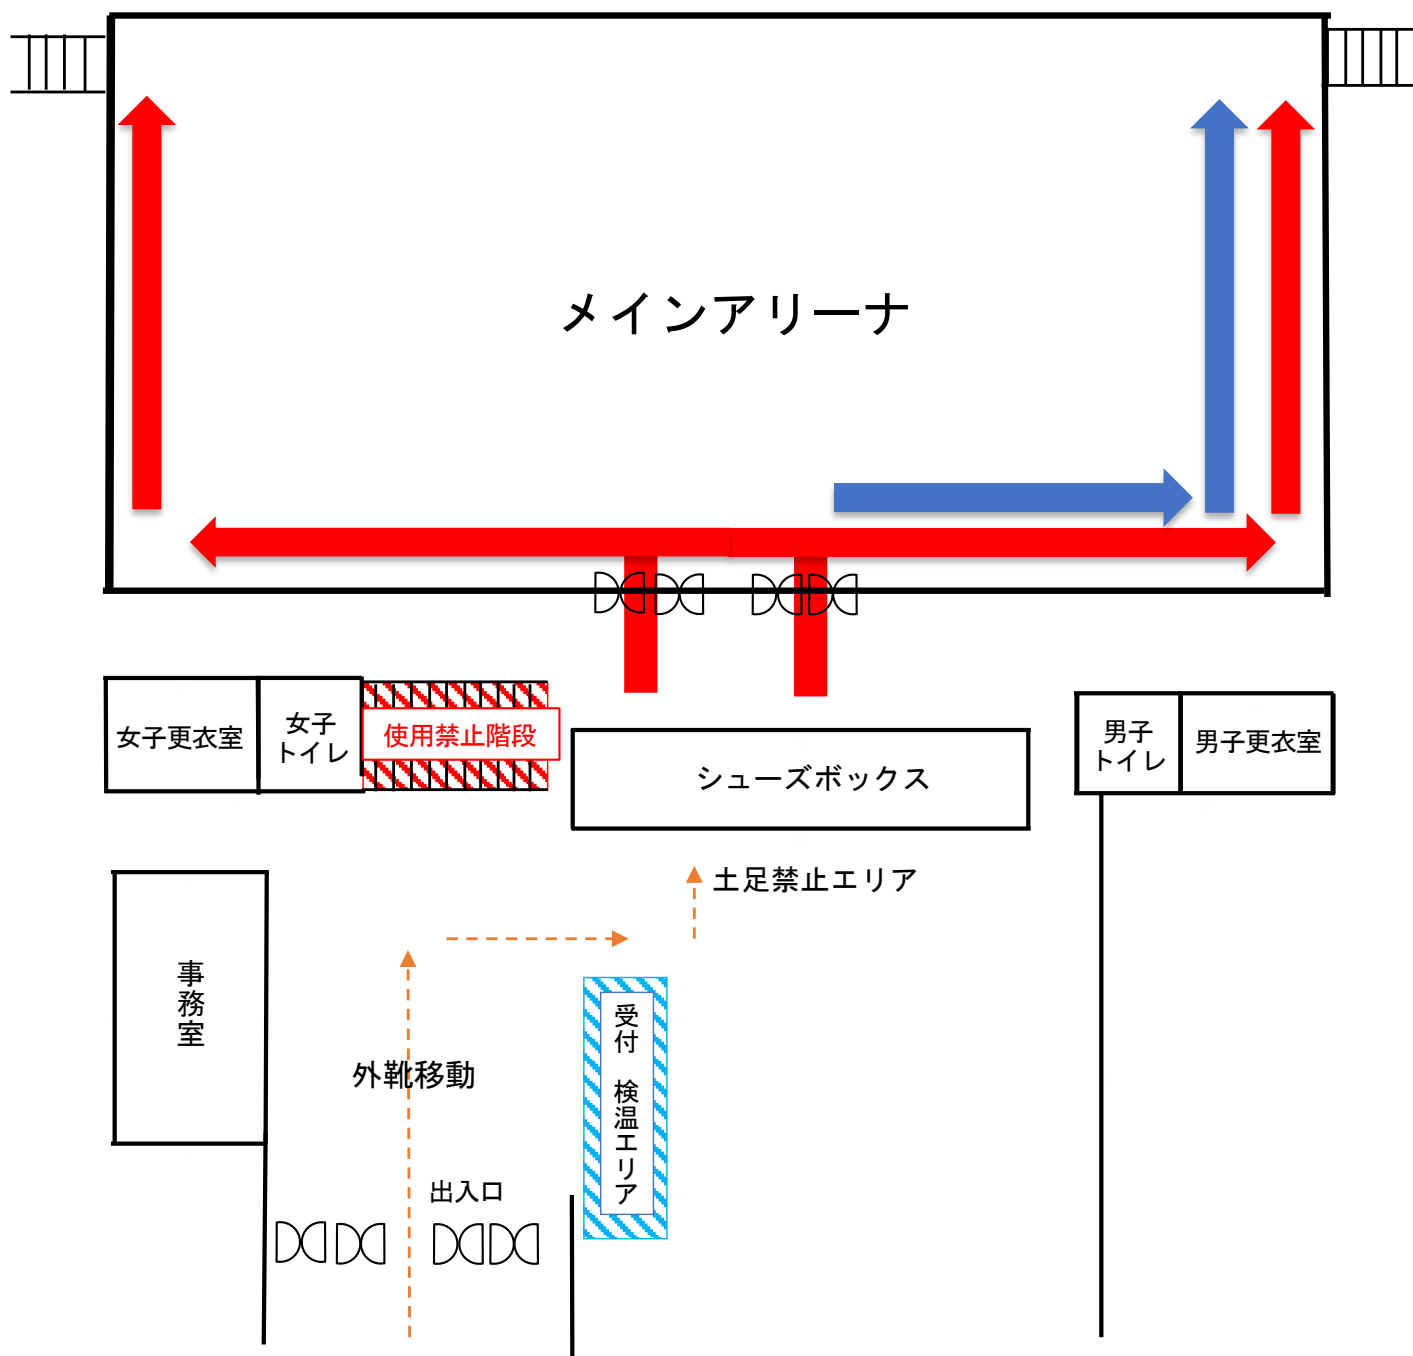 メインアリーナ
女子更衣室
女子
トイレ
使用禁止階段
シューズボックス
男子
トイレ
男子更衣室
土足禁止エリア
事務室
外靴移動
受付　検温エリア
出入口